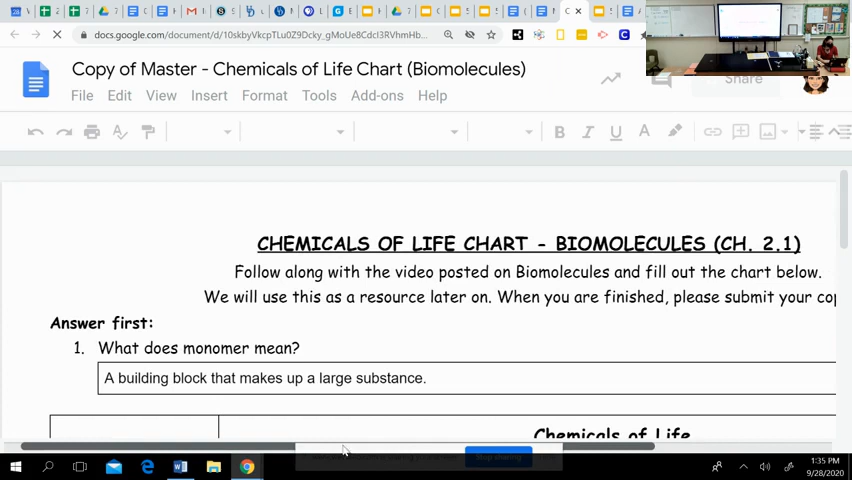 docs.google.com/document/d/10skbyVkcpTLu0Z9Dcky_gMoUe8Cdcl3RVhmHb...
Copy of Master - Chemicals of Life Chart (Biomolecules)
Share
File Edit View Insert Format Tools Add-ons Help
B I U A
CHEMICALS OF LIFE CHART - BIOMOLECULES (CH. 2.1)
Follow along with the video posted on Biomolecules and fill out the chart below.
We will use this as a resource later on. When you are finished, please submit your cop
Answer first:
1. What does monomer mean?
A building block that makes up a large substance.
Chemicals of Life
Stop sharing
1:35 PM
9/28/2020